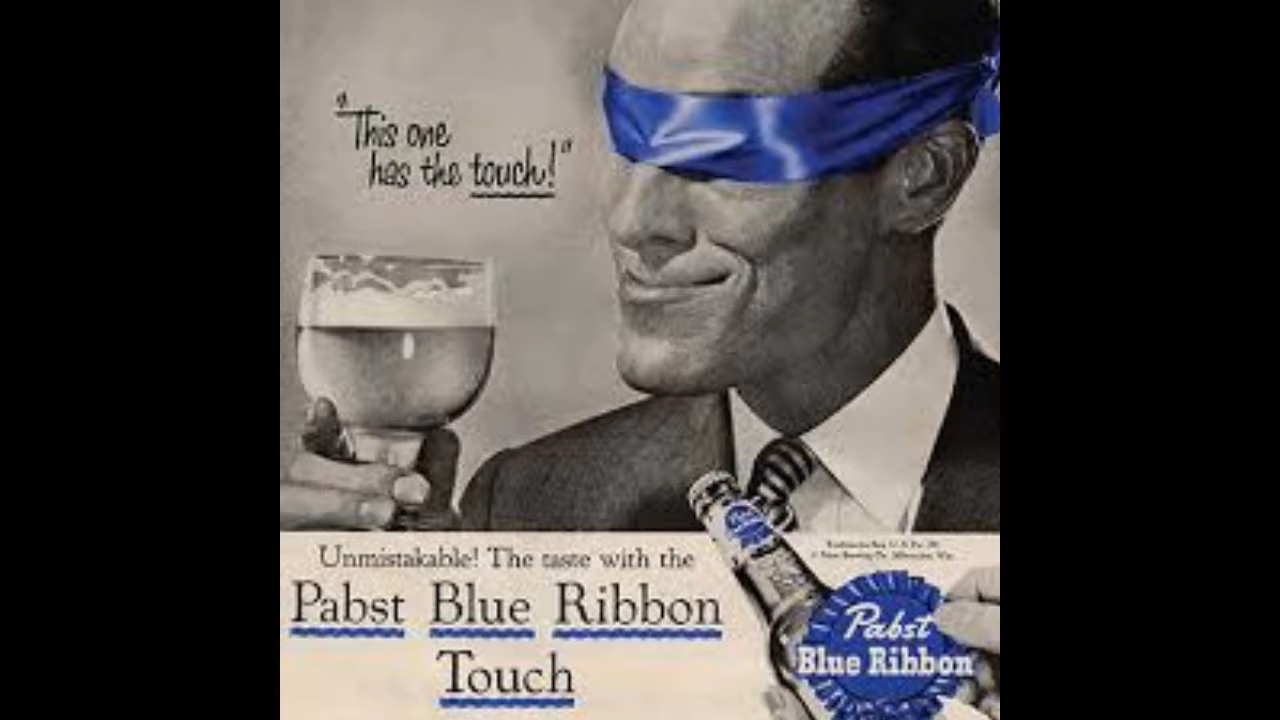 "This one
has the touch!"
Unmistakable! The taste with the
Pabst Blue Ribbon
Touch
Pabst
Blue Ribbon